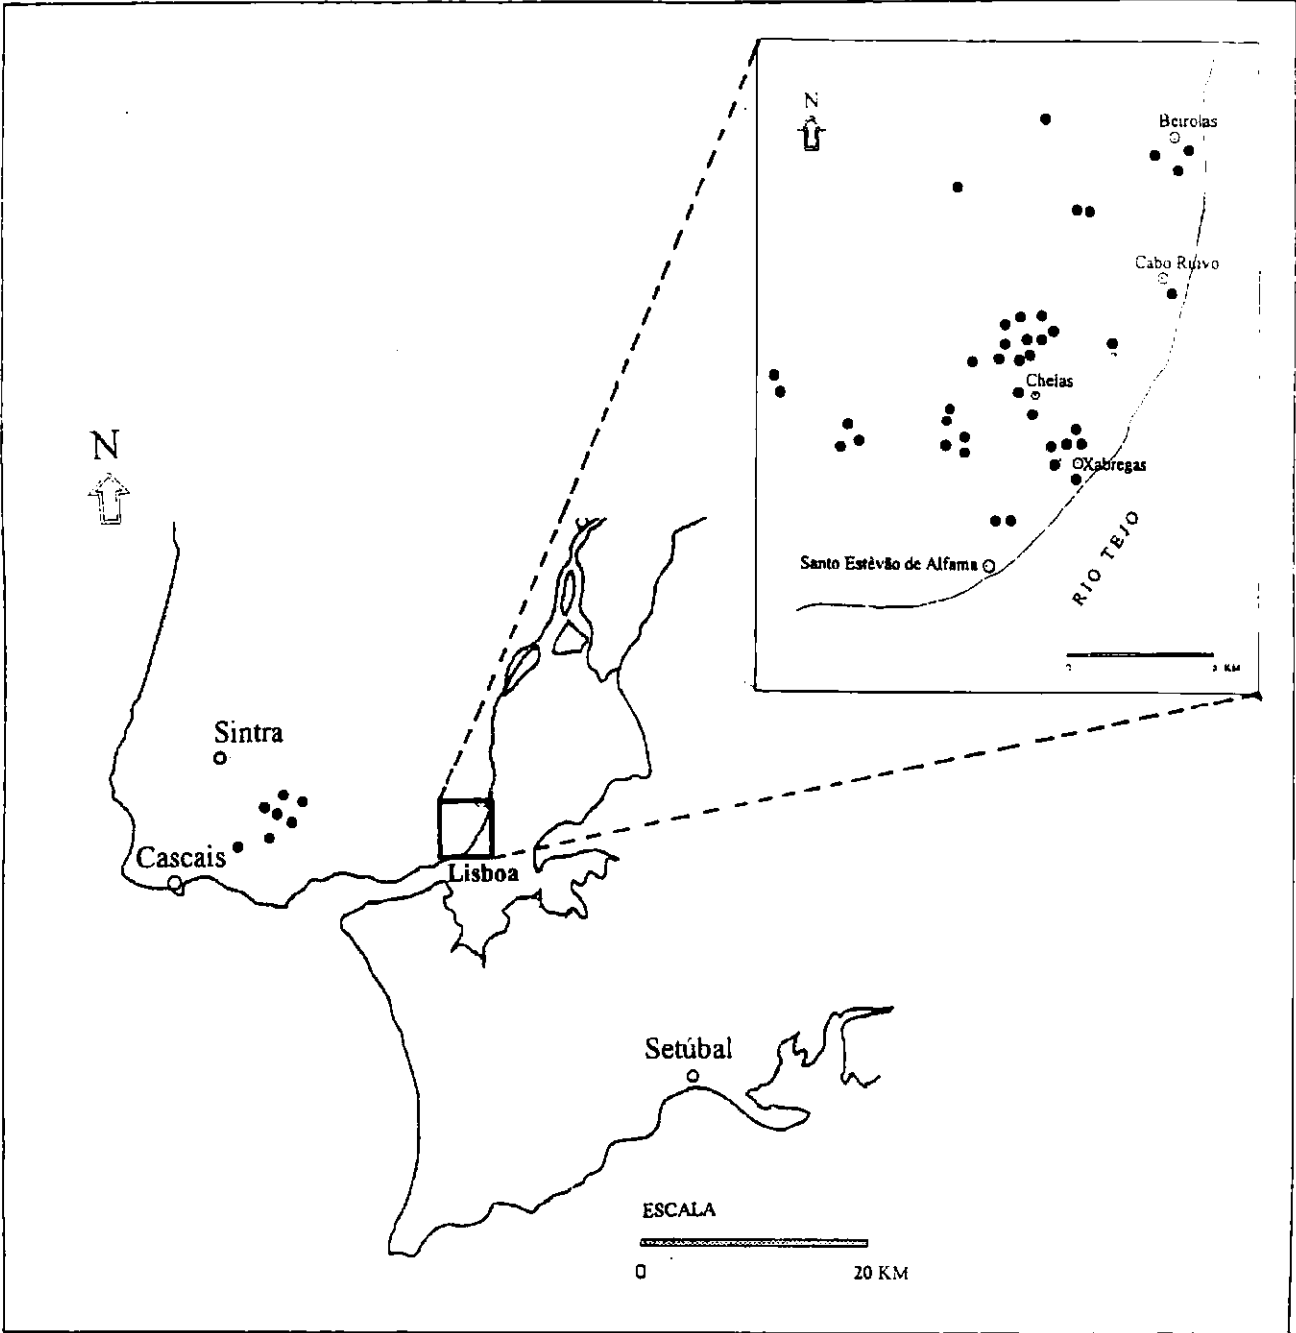 N
Beirolas
Cabo Ruivo
Chelas
Xabregas
Santo Estêvão de Alfama
RIO TEJO
KM
N
Sintra
Cascais
Lisboa
Setúbal
ESCALA
0 20 KM